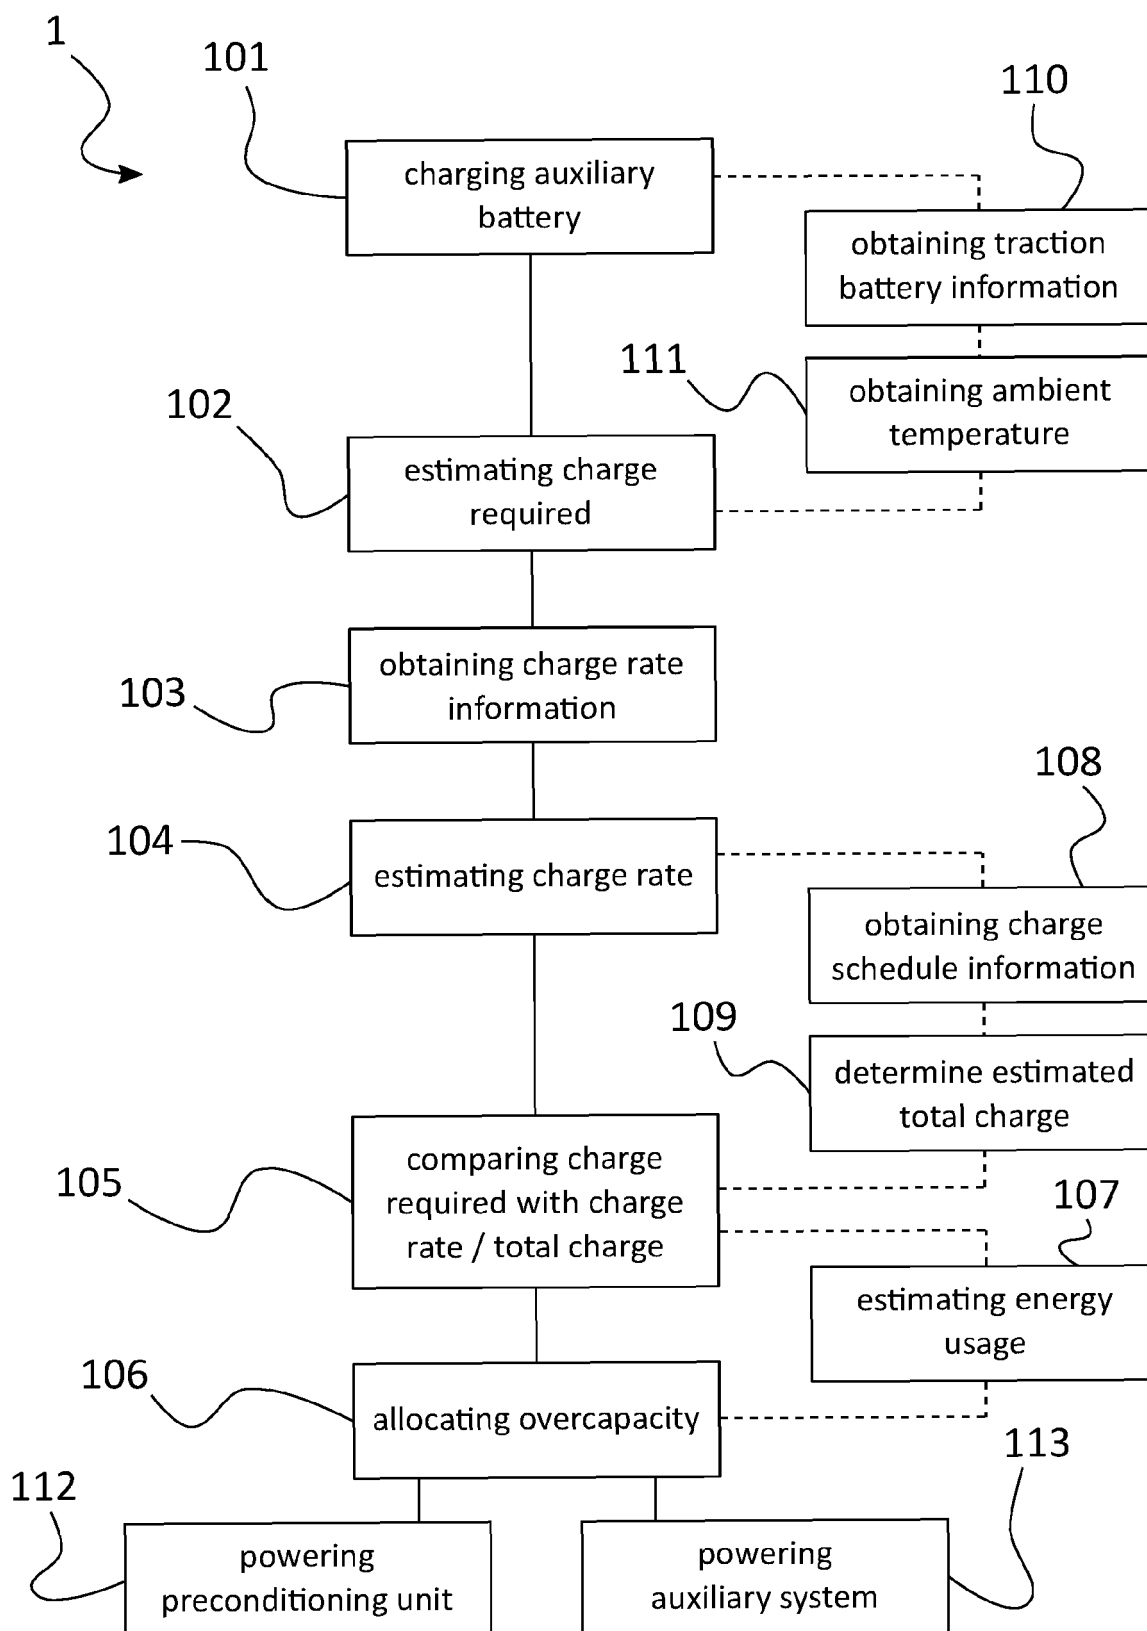 1
101
110
charging auxiliary
battery
obtaining traction
battery information
111
obtaining ambient
temperature
102
estimating charge
required
103
obtaining charge rate
information
108
104
estimating charge rate
obtaining charge
schedule information
109
determine estimated
total charge
105
comparing charge
required with charge
rate / total charge
107
estimating energy
usage
106
allocating overcapacity
113
112
powering
preconditioning unit
powering
auxiliary system